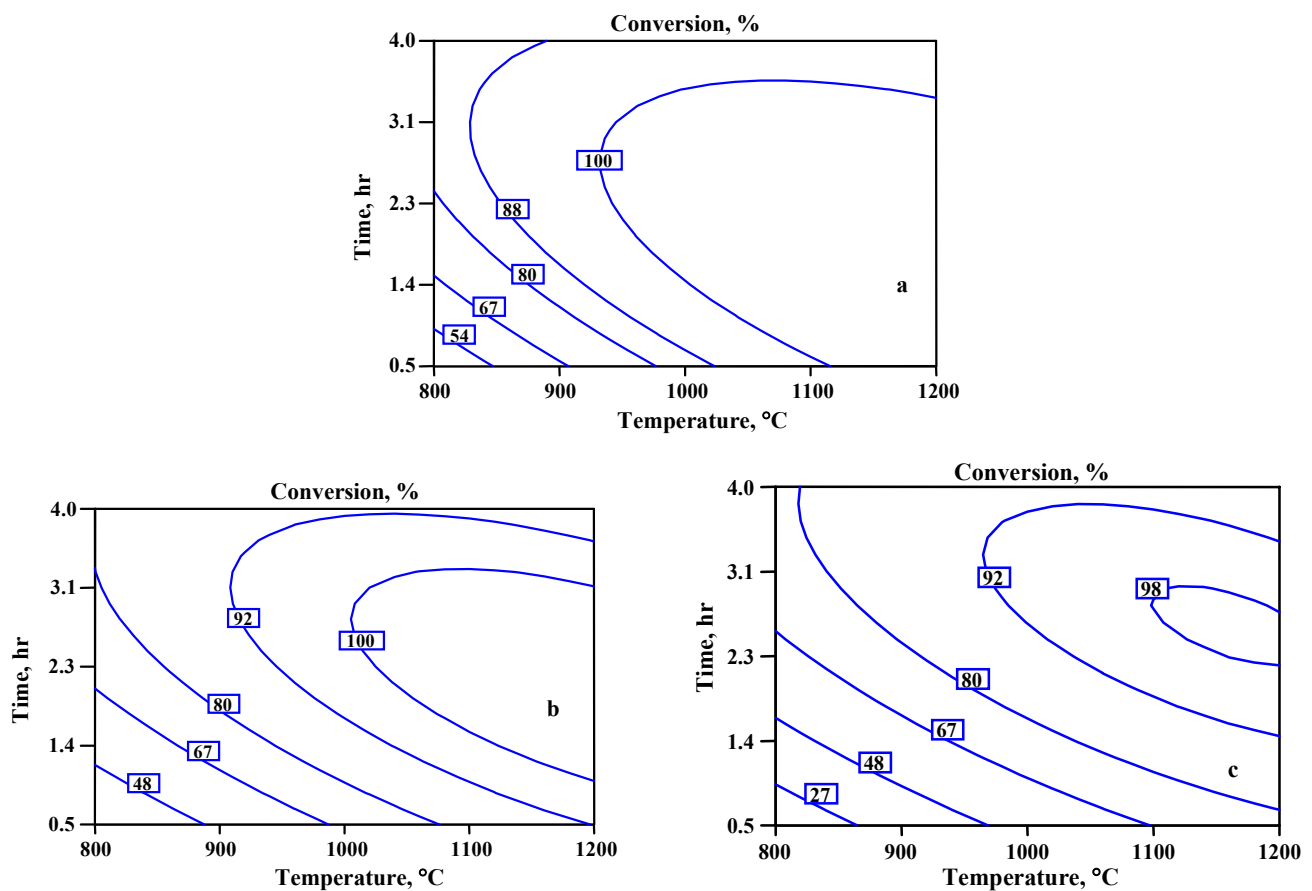 Conversion, %
4.0
3.1
2.3
1.4
0.5
Time, hr
100
88
80
67
54
a
800 900 1000 1100 1200
Temperature, °C
Conversion, %
4.0
3.1
2.3
1.4
0.5
Time, hr
92
100
80
67
48
b
800 900 1000 1100 1200
Temperature, °C
Conversion, %
4.0
3.1
2.3
1.4
0.5
Time, hr
92
98
80
67
48
27
c
800 900 1000 1100 1200
Temperature, °C